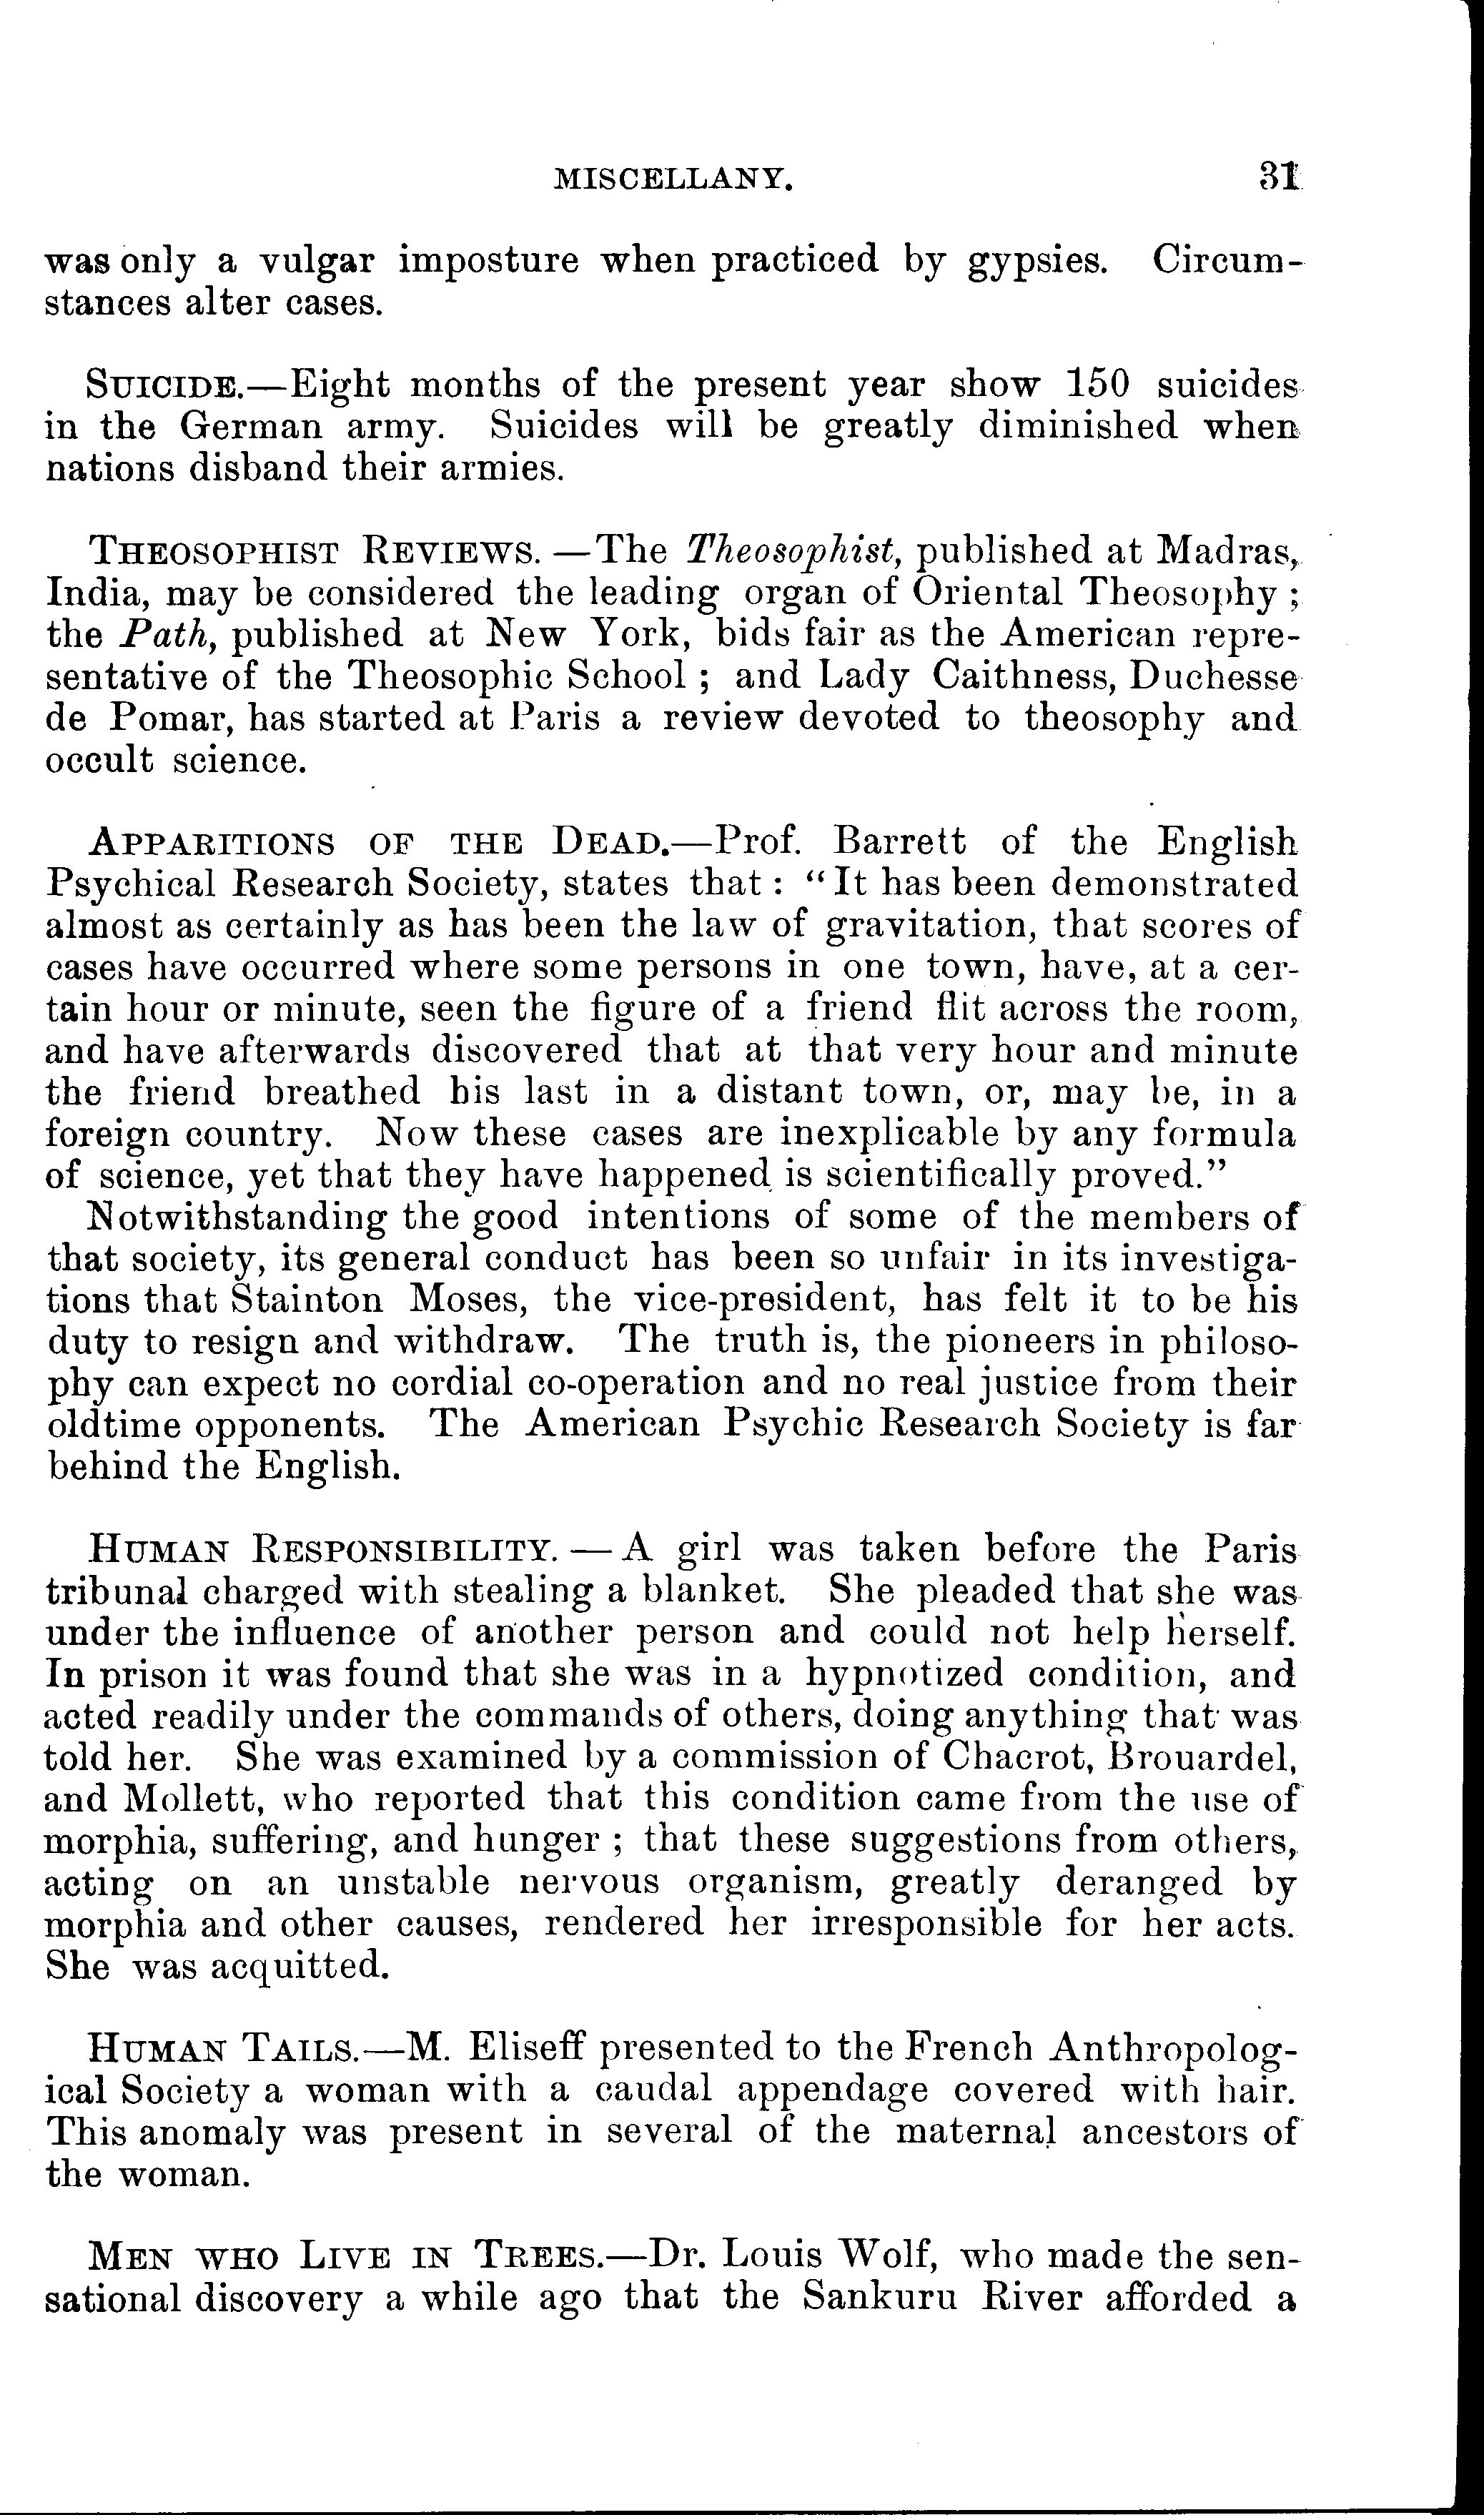 MISCELLANY. 31
was only a vulgar imposture when practiced by gypsies. Circum-
stances alter cases.
SUICIDE.—Eight months of the present year show 150 suicides
in the German army. Suicides will be greatly diminished when
nations disband their armies.
THEOSOPHIST REVIEWS. —The Theosophist, published at Madras,
India, may be considered the leading organ of Oriental Theosophy ;
the Path, published at New York, bids fair as the American repre-
sentative of the Theosophic School ; and Lady Caithness, Duchesse
de Pomar, has started at Paris a review devoted to theosophy and
occult science.
APPARITIONS OF THE DEAD.—Prof. Barrett of the English
Psychical Research Society, states that : “It has been demonstrated
almost as certainly as has been the law of gravitation, that scores of
cases have occurred where some persons in one town, have, at a cer-
tain hour or minute, seen the figure of a friend flit across the room,
and have afterwards discovered that at that very hour and minute
the friend breathed his last in a distant town, or, may be, in a
foreign country. Now these cases are inexplicable by any formula
of science, yet that they have happened is scientifically proved.”
Notwithstanding the good intentions of some of the members of
that society, its general conduct has been so unfair in its investiga-
tions that Stainton Moses, the vice-president, has felt it to be his
duty to resign and withdraw. The truth is, the pioneers in philoso-
phy can expect no cordial co-operation and no real justice from their
oldtime opponents. The American Psychic Research Society is far
behind the English.
HUMAN RESPONSIBILITY. — A girl was taken before the Paris
tribunal charged with stealing a blanket. She pleaded that she was
under the influence of another person and could not help herself.
In prison it was found that she was in a hypnotized condition, and
acted readily under the commands of others, doing anything that was
told her. She was examined by a commission of Chacrot, Brouardel,
and Mollett, who reported that this condition came from the use of
morphia, suffering, and hunger ; that these suggestions from others,
acting on an unstable nervous organism, greatly deranged by
morphia and other causes, rendered her irresponsible for her acts.
She was acquitted.
HUMAN TAILS.—M. Eliseff presented to the French Anthropolog-
ical Society a woman with a caudal appendage covered with hair.
This anomaly was present in several of the maternal ancestors of
the woman.
MEN WHO LIVE IN TREES.—Dr. Louis Wolf, who made the sen-
sational discovery a while ago that the Sankuru River afforded a